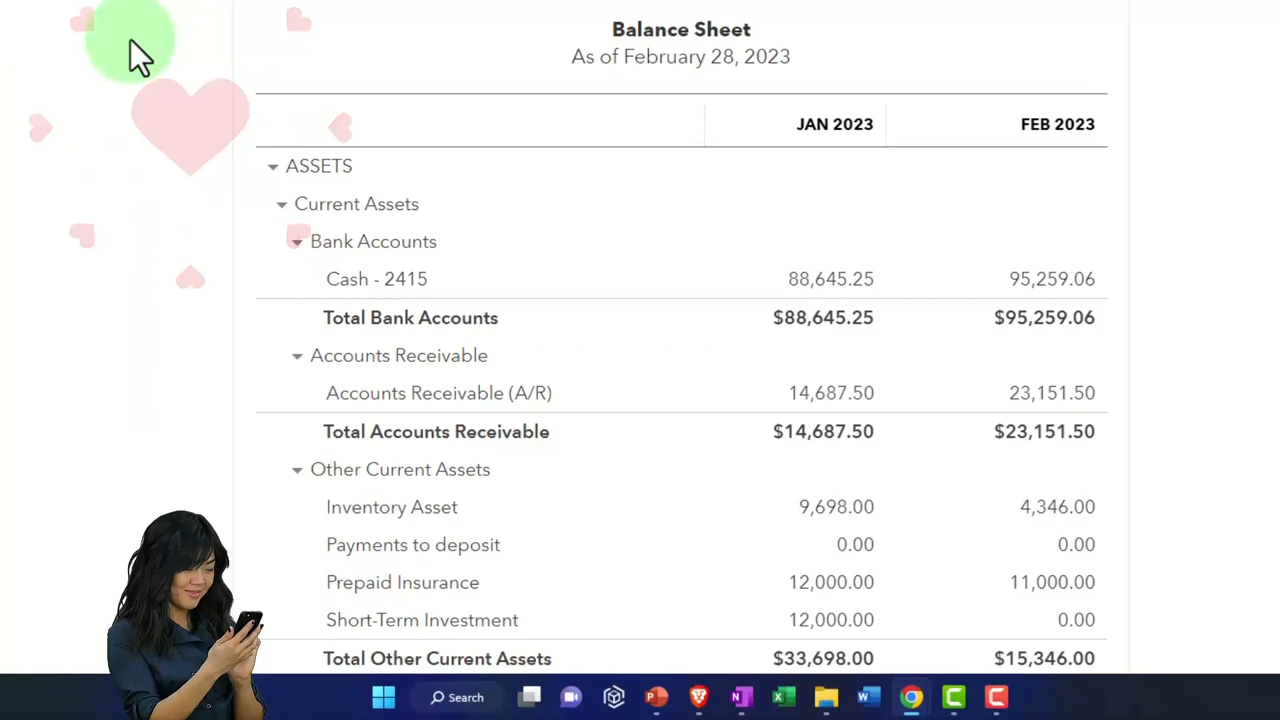 Balance Sheet
As of February 28, 2023
JAN 2023 FEB 2023
ASSETS
Current Assets
Bank Accounts
Cash - 2415 88,645.25 95,259.06
Total Bank Accounts $88,645.25 $95,259.06
Accounts Receivable
Accounts Receivable (A/R) 14,687.50 23,151.50
Total Accounts Receivable $14,687.50 $23,151.50
Other Current Assets
Inventory Asset 9,698.00 4,346.00
Payments to deposit 0.00 0.00
Prepaid Insurance 12,000.00 11,000.00
Short-Term Investment 12,000.00 0.00
Total Other Current Assets $33,698.00 $15,346.00
Search